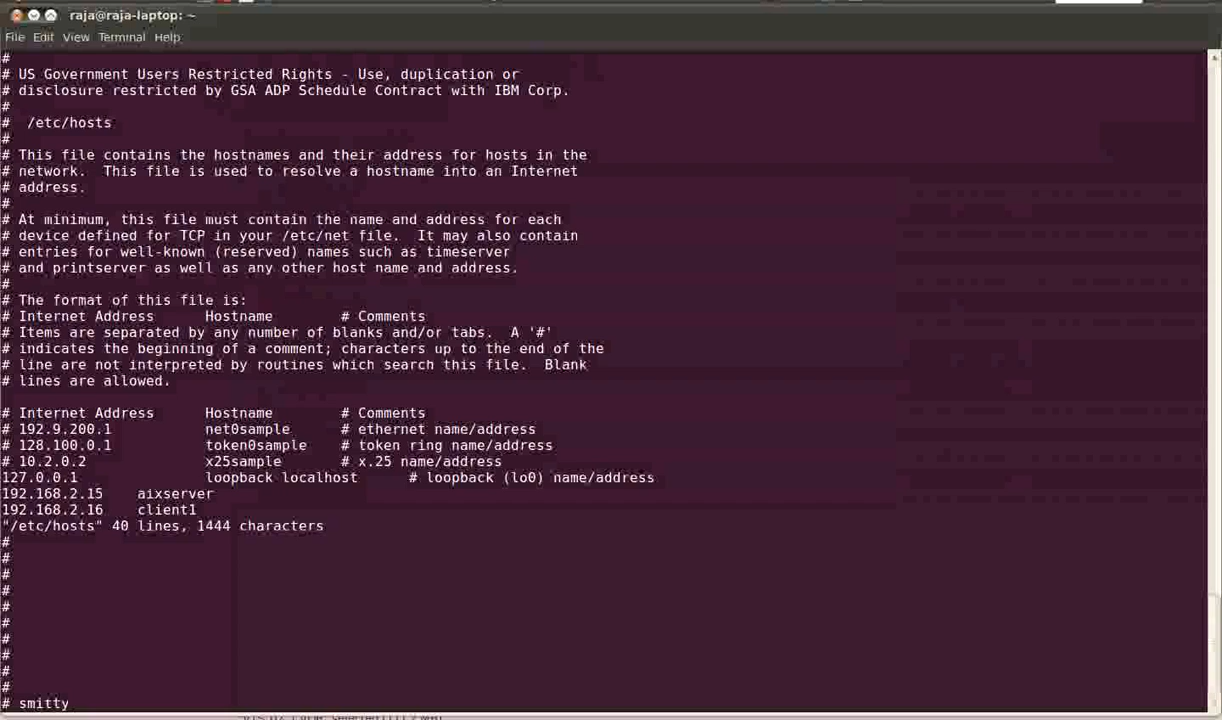 raja@raja-laptop: ~
File Edit View Terminal Help
#
# US Government Users Restricted Rights - Use, duplication or
# disclosure restricted by GSA ADP Schedule Contract with IBM Corp.
#
#  /etc/hosts
#
# This file contains the hostnames and their address for hosts in the
# network.  This file is used to resolve a hostname into an Internet
# address.
#
# At minimum, this file must contain the name and address for each
# device defined for TCP in your /etc/net file.  It may also contain
# entries for well-known (reserved) names such as timeserver
# and printserver as well as any other host name and address.
#
# The format of this file is:
# Internet Address      Hostname        # Comments
# Items are separated by any number of blanks and/or tabs.  A '#'
# indicates the beginning of a comment; characters up to the end of the
# line are not interpreted by routines which search this file.  Blank
# lines are allowed.
# Internet Address      Hostname        # Comments
# 192.9.200.1           net0sample      # ethernet name/address
# 128.100.0.1           token0sample    # token ring name/address
# 10.2.0.2              x25sample       # x.25 name/address
127.0.0.1               loopback localhost      # loopback (lo0) name/address
192.168.2.15    aixserver
192.168.2.16    client1
"/etc/hosts" 40 lines, 1444 characters
#
#
#
#
#
#
#
#
#
#
# smitty